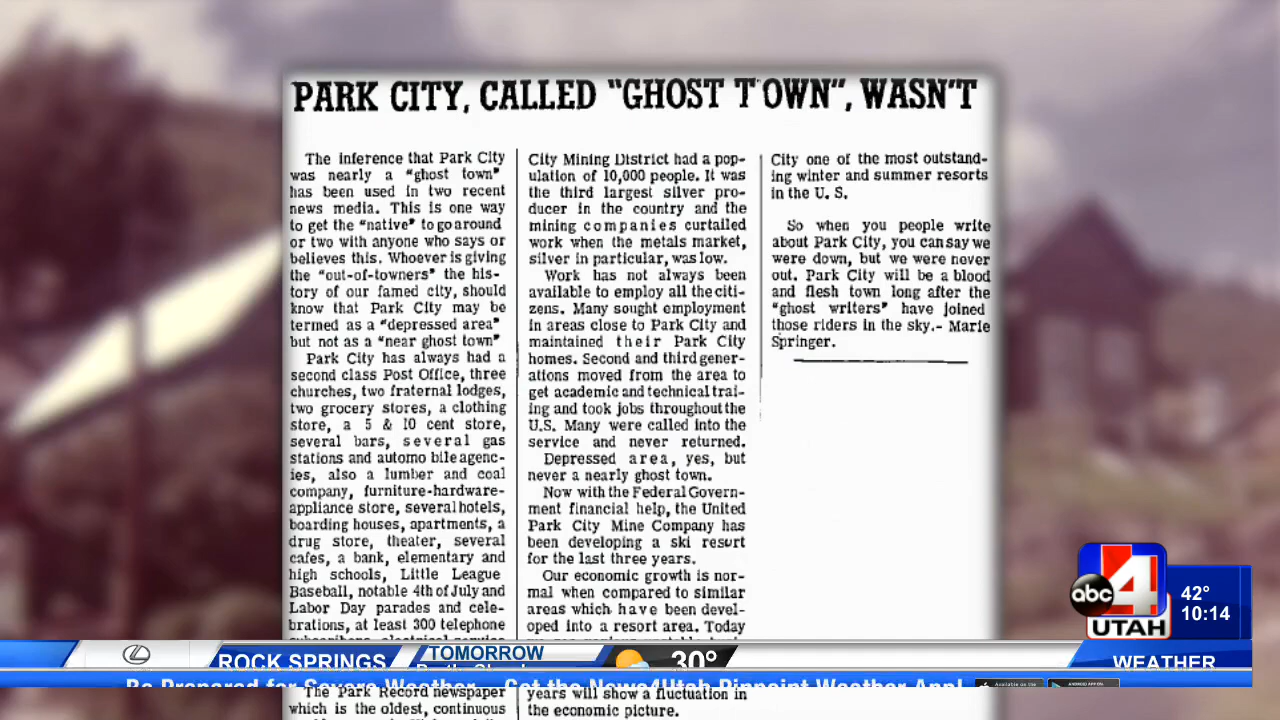 PARK CITY, CALLED "GHOST TOWN", WASN'T
The inference that Park City
was nearly a "ghost town"
has been used in two recent
news media. This is one way
to get the "native" to go around
or two with anyone who says or
believes this. Whoever is giving
the "out-of-towners" the his-
tory of our famed city, should
know that Park City may be
termed as a "depressed area"
but not as a "near ghost town"
Park City has always had a
second class Post Office, three
churches, two fraternal lodges,
two grocery stores, a clothing
store, a 5 & 10 cent store,
several bars, several gas
stations and automo bile agenc-
ies, also a lumber and coal
company, furniture-hardware-
appliance store, several hotels,
boarding houses, apartments, a
drug store, theater, several
cafes, a bank, elementary and
high schools, Little League
Baseball, notable 4th of July and
Labor Day parades and cele-
brations, at least 300 telephone
The Park Record newspaper
which is the oldest, continuous
City Mining District had a pop-
ulation of 10,000 people. It was
the third largest silver pro-
ducer in the country and the
mining companies curtailed
work when the metals market,
silver in particular, was low.
Work has not always been
available to employ all the citi-
zens. Many sought employment
in areas close to Park City and
maintained their Park City
homes. Second and third gener-
ations moved from the area to
get academic and technical trai-
ing and took jobs throughout the
U.S. Many were called into the
service and never returned.
Depressed area, yes, but
never a nearly ghost town.
Now with the Federal Govern-
ment financial help, the United
Park City Mine Company has
been developing a ski resort
for the last three years.
Our economic growth is nor-
mal when compared to similar
areas which have been devel-
oped into a resort area. Today
years will show a fluctuation in
the economic picture.
City one of the most outstand-
ing winter and summer resorts
in the U. S.
So when you people write
about Park City, you can say we
were down, but we were never
out. Park City will be a blood
and flesh town long after the
"ghost writers" have joined
those riders in the sky.- Marie
Springer.
abc 4
UTAH
42°
10:14
ROCK SPRINGS
TOMORROW
30°
WEATHER
Be Prepared for Severe Weather Get the News4Utah Pinpoint Weather App!